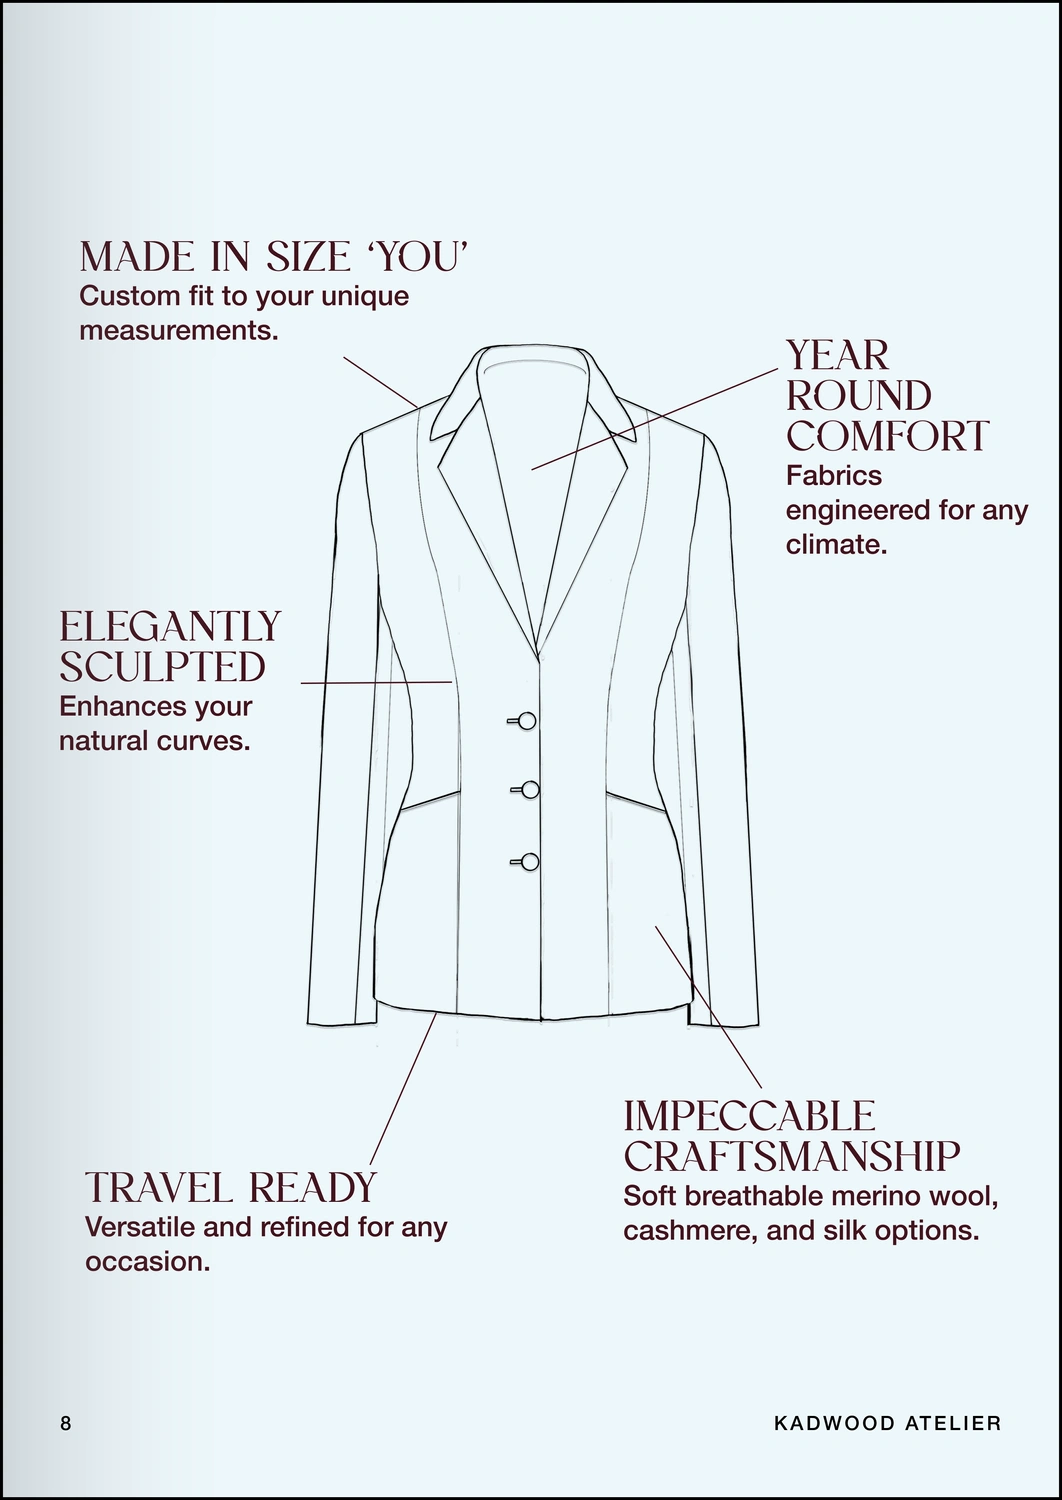 MADE IN SIZE ‘YOU’
Custom fit to your unique
measurements.
YEAR
ROUND
COMFORT
Fabrics
engineered for any
climate.
ELEGANTLY
SCULPTED
Enhances your
natural curves.
IMPECCABLE
CRAFTSMANSHIP
Soft breathable merino wool,
cashmere, and silk options.
TRAVEL READY
Versatile and refined for any
occasion.
8
KADWOOD ATELIER